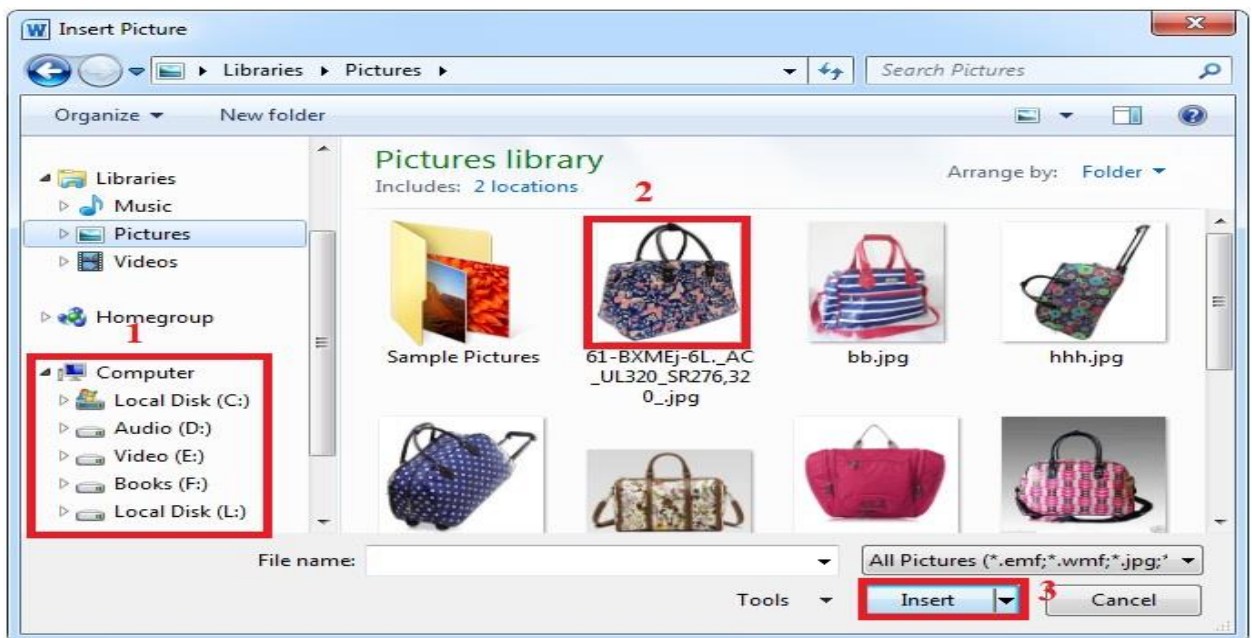 Insert Picture
Libraries Pictures
Search Pictures
Organize New folder
Libraries
Music
Pictures
Videos
Homegroup
1
Computer
Local Disk (C:)
Audio (D:)
Video (E:)
Books (F:)
Local Disk (L:)
Pictures library
Includes: 2 locations
Arrange by: Folder
2
Sample Pictures
61-BXMEj-6L._AC
_UL320_SR276,32
0_.jpg
bb.jpg
hhh.jpg
File name:
All Pictures (*.emf;*.wmf;*.jpg;*
Tools
Insert
3
Cancel